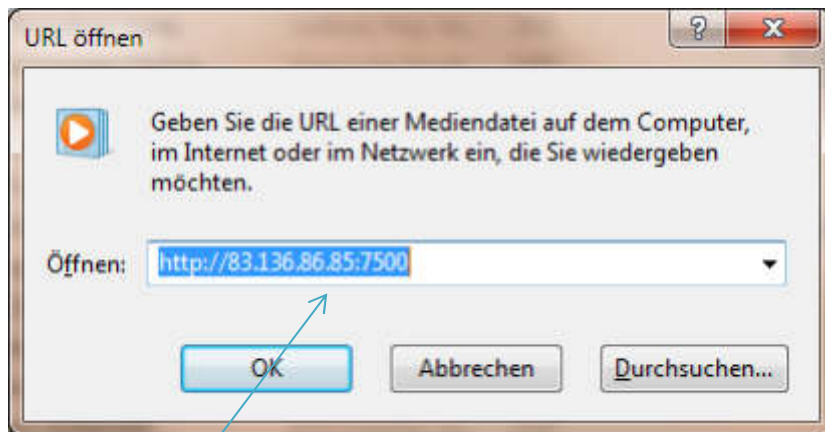 URL öffnen
Geben Sie die URL einer Mediendatei auf dem Computer,
im Internet oder im Netzwerk ein, die Sie wiedergeben
möchten.
Öffnen: http://83.136.86.85:7500
OK Abbrechen Durchsuchen...